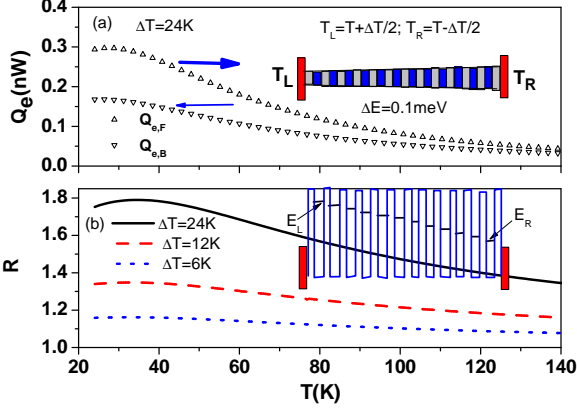 (a) ΔT=24K T_L=T+ΔT/2; T_R=T-ΔT/2
0.4
0.3
0.2
0.1
0.0
Q_e(nW)
T_L T_R
ΔE=0.1meV
Q_e,F
Q_e,B
(b)
1.8
1.6
1.4
1.2
1.0
R
ΔT=24K
ΔT=12K
ΔT=6K
E_L
E_R
20 40 60 80 100 120 140
T(K)